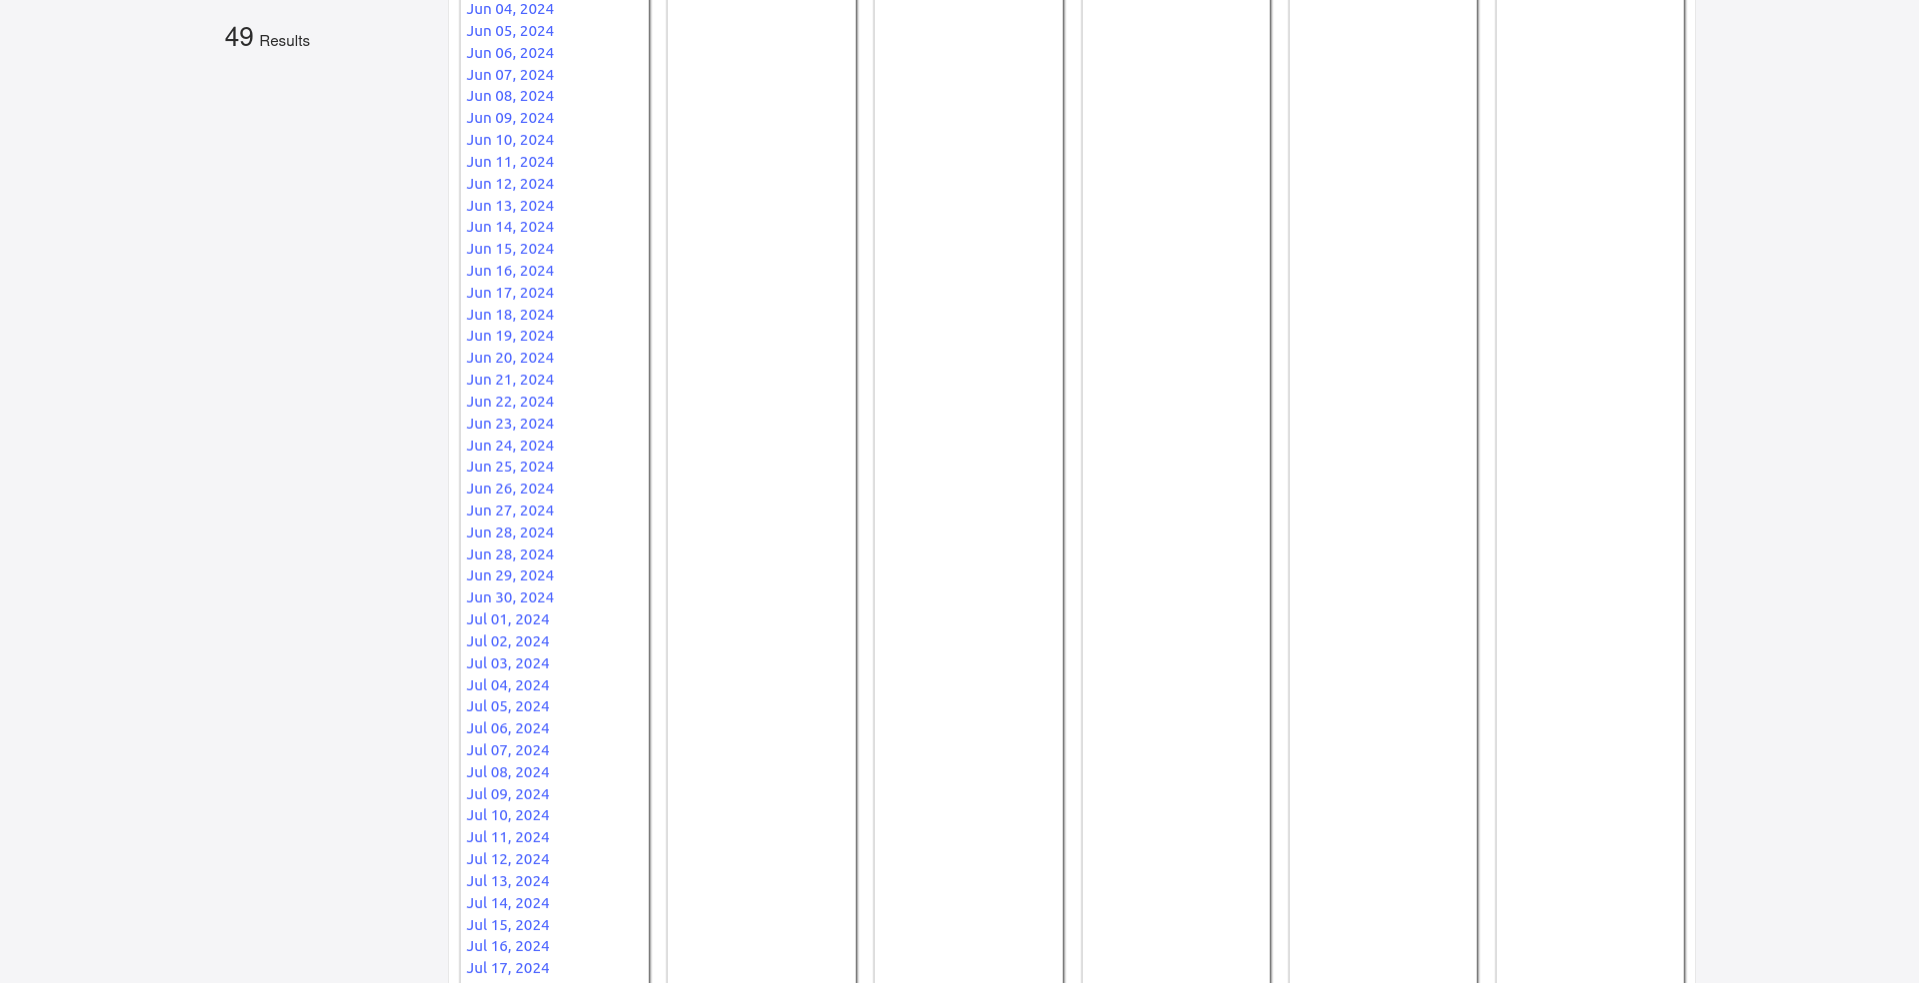 49 Results
Jun 04, 2024
Jun 05, 2024
Jun 06, 2024
Jun 07, 2024
Jun 08, 2024
Jun 09, 2024
Jun 10, 2024
Jun 11, 2024
Jun 12, 2024
Jun 13, 2024
Jun 14, 2024
Jun 15, 2024
Jun 16, 2024
Jun 17, 2024
Jun 18, 2024
Jun 19, 2024
Jun 20, 2024
Jun 21, 2024
Jun 22, 2024
Jun 23, 2024
Jun 24, 2024
Jun 25, 2024
Jun 26, 2024
Jun 27, 2024
Jun 28, 2024
Jun 28, 2024
Jun 29, 2024
Jun 30, 2024
Jul 01, 2024
Jul 02, 2024
Jul 03, 2024
Jul 04, 2024
Jul 05, 2024
Jul 06, 2024
Jul 07, 2024
Jul 08, 2024
Jul 09, 2024
Jul 10, 2024
Jul 11, 2024
Jul 12, 2024
Jul 13, 2024
Jul 14, 2024
Jul 15, 2024
Jul 16, 2024
Jul 17, 2024